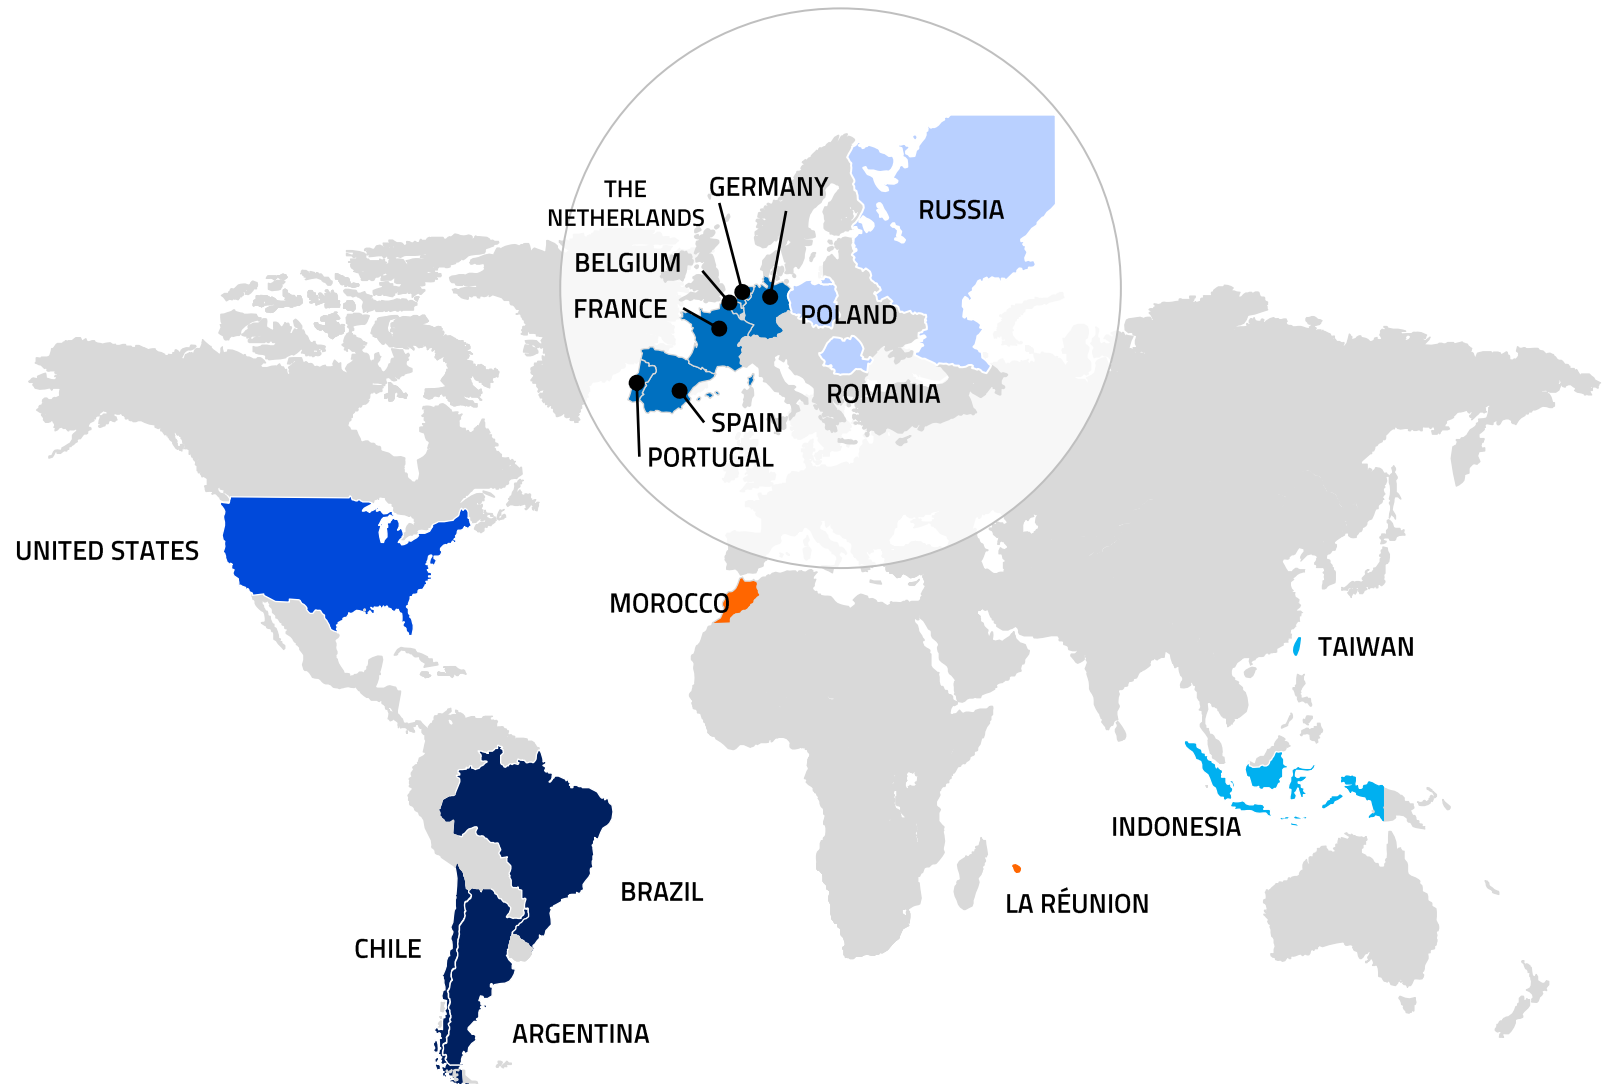 THE
NETHERLANDS
GERMANY
RUSSIA
BELGIUM
FRANCE
POLAND
ROMANIA
SPAIN
PORTUGAL
UNITED STATES
MOROCCO
TAIWAN
INDONESIA
BRAZIL
LA RÉUNION
CHILE
ARGENTINA